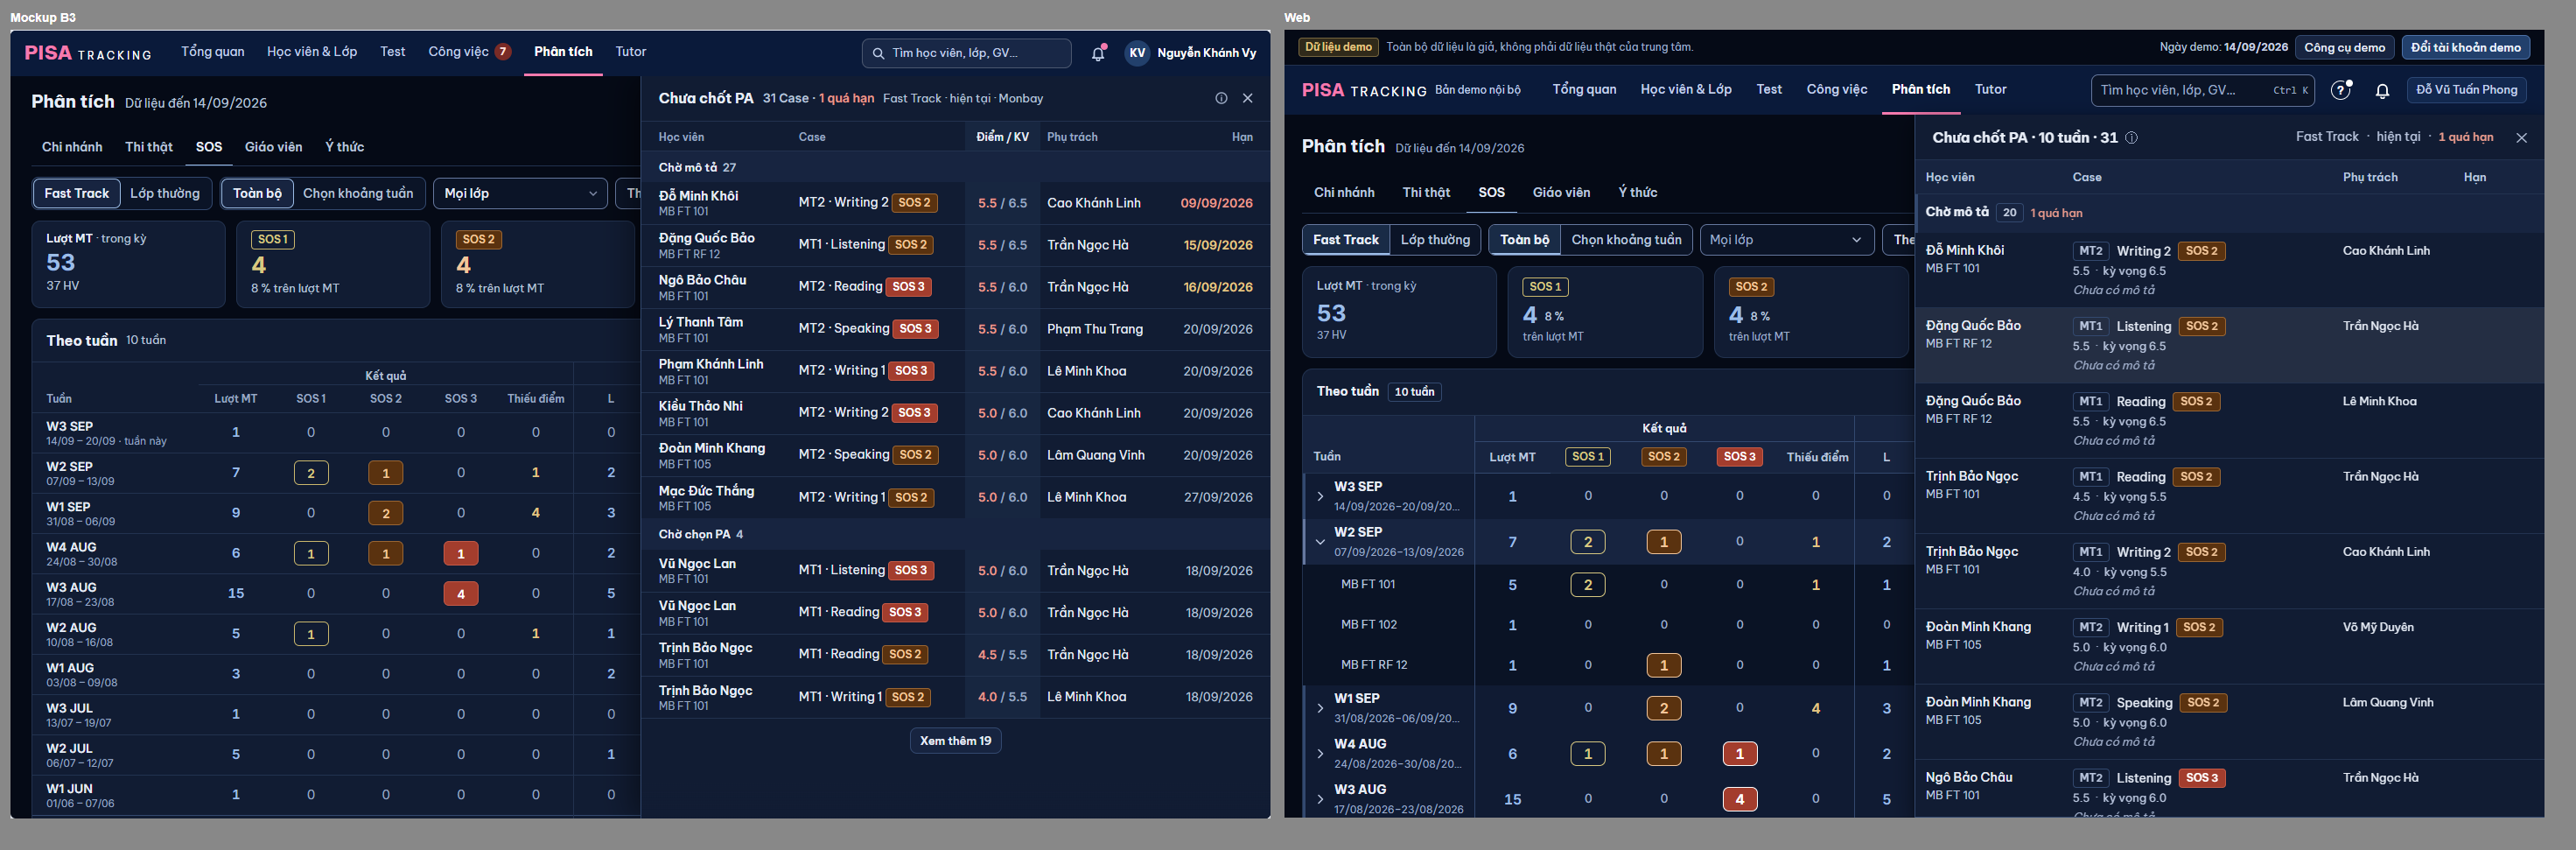 Mockup B3
PISA TRACKING Tổng quan Học viên & Lớp Test Công việc 7 Phân tích Tutor Tìm học viên, lớp, GV... KV Nguyễn Khánh Vy
Phân tích Dữ liệu đến 14/09/2026
Chi nhánh Thi thật SOS Giáo viên Ý thức
Fast Track Lớp thường Toàn bộ Chọn khoảng tuần Mọi lớp Th
Lượt MT · trong kỳ
53
37 HV
SOS 1
4
8 % trên lượt MT
SOS 2
4
8 % trên lượt MT
Theo tuần 10 tuần
Kết quả
Tuần Lượt MT SOS 1 SOS 2 SOS 3 Thiếu điểm L
W3 SEP 1 0 0 0 0 0
14/09 – 20/09 · tuần này
W2 SEP 7 2 1 0 1 2
07/09 – 13/09
W1 SEP 9 0 2 0 4 3
31/08 – 06/09
W4 AUG 6 1 1 1 0 2
24/08 – 30/08
W3 AUG 15 0 0 4 0 5
17/08 – 23/08
W2 AUG 5 1 0 0 1 1
10/08 – 16/08
W1 AUG 3 0 0 0 0 2
03/08 – 09/08
W3 JUL 1 0 0 0 0 0
13/07 – 19/07
W2 JUL 5 0 0 0 0 1
06/07 – 12/07
W1 JUN 1 0 0 0 0 0
01/06 – 07/06
Chưa chốt PA 31 Case · 1 quá hạn Fast Track · hiện tại · Monbay
Học viên Case Điểm / KV Phụ trách Hạn
Chờ mô tả 27
Đỗ Minh Khôi MT2 · Writing 2 SOS 2 5.5 / 6.5 Cao Khánh Linh 09/09/2026
MB FT 101
Đặng Quốc Bảo MT1 · Listening SOS 2 5.5 / 6.5 Trần Ngọc Hà 15/09/2026
MB FT RF 12
Ngô Bảo Châu MT2 · Reading SOS 3 5.5 / 6.0 Trần Ngọc Hà 16/09/2026
MB FT 101
Lý Thanh Tâm MT2 · Speaking SOS 3 5.5 / 6.0 Phạm Thu Trang 20/09/2026
MB FT 101
Phạm Khánh Linh MT2 · Writing 1 SOS 3 5.5 / 6.0 Lê Minh Khoa 20/09/2026
MB FT 101
Kiều Thảo Nhi MT2 · Writing 2 SOS 3 5.0 / 6.0 Cao Khánh Linh 20/09/2026
MB FT 101
Đoàn Minh Khang MT2 · Speaking SOS 2 5.0 / 6.0 Lâm Quang Vinh 20/09/2026
MB FT 105
Mạc Đức Thắng MT2 · Writing 1 SOS 2 5.0 / 6.0 Lê Minh Khoa 27/09/2026
MB FT 105
Chờ chọn PA 4
Vũ Ngọc Lan MT1 · Listening SOS 3 5.0 / 6.0 Trần Ngọc Hà 18/09/2026
MB FT 101
Vũ Ngọc Lan MT1 · Reading SOS 3 5.0 / 6.0 Trần Ngọc Hà 18/09/2026
MB FT 101
Trịnh Bảo Ngọc MT1 · Reading SOS 2 4.5 / 5.5 Trần Ngọc Hà 18/09/2026
MB FT 101
Trịnh Bảo Ngọc MT1 · Writing 1 SOS 2 4.0 / 5.5 Lê Minh Khoa 18/09/2026
MB FT 101
Xem thêm 19
Web
Dữ liệu demo Toàn bộ dữ liệu là giả, không phải dữ liệu thật của trung tâm. Ngày demo: 14/09/2026 Công cụ demo Đổi tài khoản demo
PISA TRACKING Bản demo nội bộ Tổng quan Học viên & Lớp Test Công việc Phân tích Tutor Tìm học viên, lớp, GV... Ctrl K ? Đỗ Vũ Tuấn Phong
Phân tích Dữ liệu đến 14/09/2026
Chi nhánh Thi thật SOS Giáo viên Ý thức
Fast Track Lớp thường Toàn bộ Chọn khoảng tuần Mọi lớp The
Lượt MT · trong kỳ
53
37 HV
SOS 1
4 8 %
trên lượt MT
SOS 2
4 8 %
trên lượt MT
Theo tuần 10 tuần
Kết quả
Tuần Lượt MT SOS 1 SOS 2 SOS 3 Thiếu điểm L
W3 SEP 1 0 0 0 0 0
14/09/2026–20/09/20...
W2 SEP 7 2 1 0 1 2
07/09/2026–13/09/2026
MB FT 101 5 2 0 0 1 1
MB FT 102 1 0 0 0 0 0
MB FT RF 12 1 0 1 0 0 1
W1 SEP 9 0 2 0 4 3
31/08/2026–06/09/20...
W4 AUG 6 1 1 1 0 2
24/08/2026–30/08/20...
W3 AUG 15 0 0 4 0 5
17/08/2026–23/08/2026
Chưa chốt PA · 10 tuần · 31 Fast Track · hiện tại · 1 quá hạn
Học viên Case Phụ trách Hạn
Chờ mô tả 20 1 quá hạn
Đỗ Minh Khôi MT2 Writing 2 SOS 2 Cao Khánh Linh
MB FT 101 5.5 · kỳ vọng 6.5
Chưa có mô tả
Đặng Quốc Bảo MT1 Listening SOS 2 Trần Ngọc Hà
MB FT RF 12 5.5 · kỳ vọng 6.5
Chưa có mô tả
Đặng Quốc Bảo MT1 Reading SOS 2 Lê Minh Khoa
MB FT RF 12 5.5 · kỳ vọng 6.5
Chưa có mô tả
Trịnh Bảo Ngọc MT1 Reading SOS 2 Trần Ngọc Hà
MB FT 101 4.5 · kỳ vọng 5.5
Chưa có mô tả
Trịnh Bảo Ngọc MT1 Writing 2 SOS 2 Cao Khánh Linh
MB FT 101 4.0 · kỳ vọng 5.5
Chưa có mô tả
Đoàn Minh Khang MT2 Writing 1 SOS 2 Võ Mỹ Duyên
MB FT 105 5.0 · kỳ vọng 6.0
Chưa có mô tả
Đoàn Minh Khang MT2 Speaking SOS 2 Lâm Quang Vinh
MB FT 105 5.0 · kỳ vọng 6.0
Chưa có mô tả
Ngô Bảo Châu MT2 Listening SOS 3 Trần Ngọc Hà
MB FT 101 5.5 · kỳ vọng 6.0
Chưa có mô tả